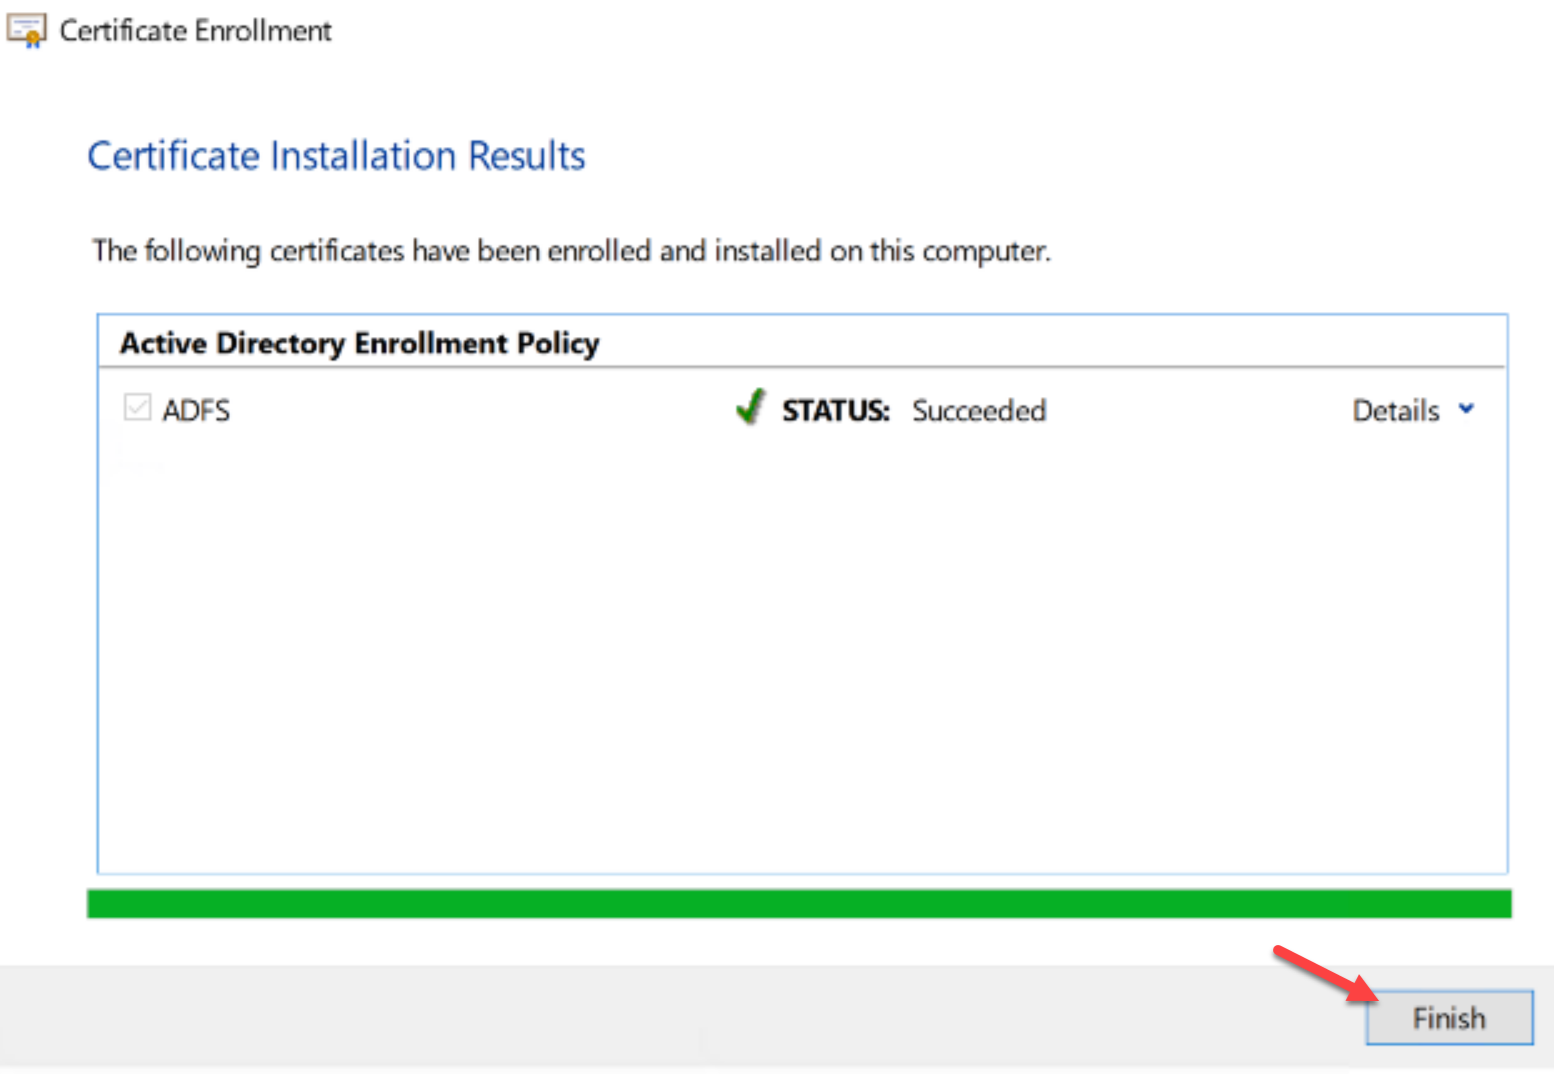 Certificate Enrollment
Certificate Installation Results
The following certificates have been enrolled and installed on this computer.
Active Directory Enrollment Policy
ADFS STATUS: Succeeded Details
Finish